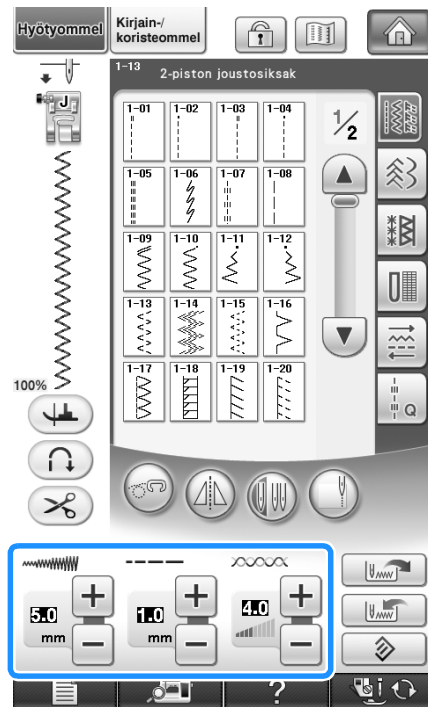 Hyötyommel
Kirjain-/
koristeommel
1-13
2-piston joustosiksak
J
1-01 1-02 1-03 1-04
1/2
1-05 1-06 1-07 1-08
1-09 1-10 1-11 1-12
1-13 1-14 1-15 1-16
1-17 1-18 1-19 1-20
100%
Q
5.0 1.0 4.0
mm mm
?